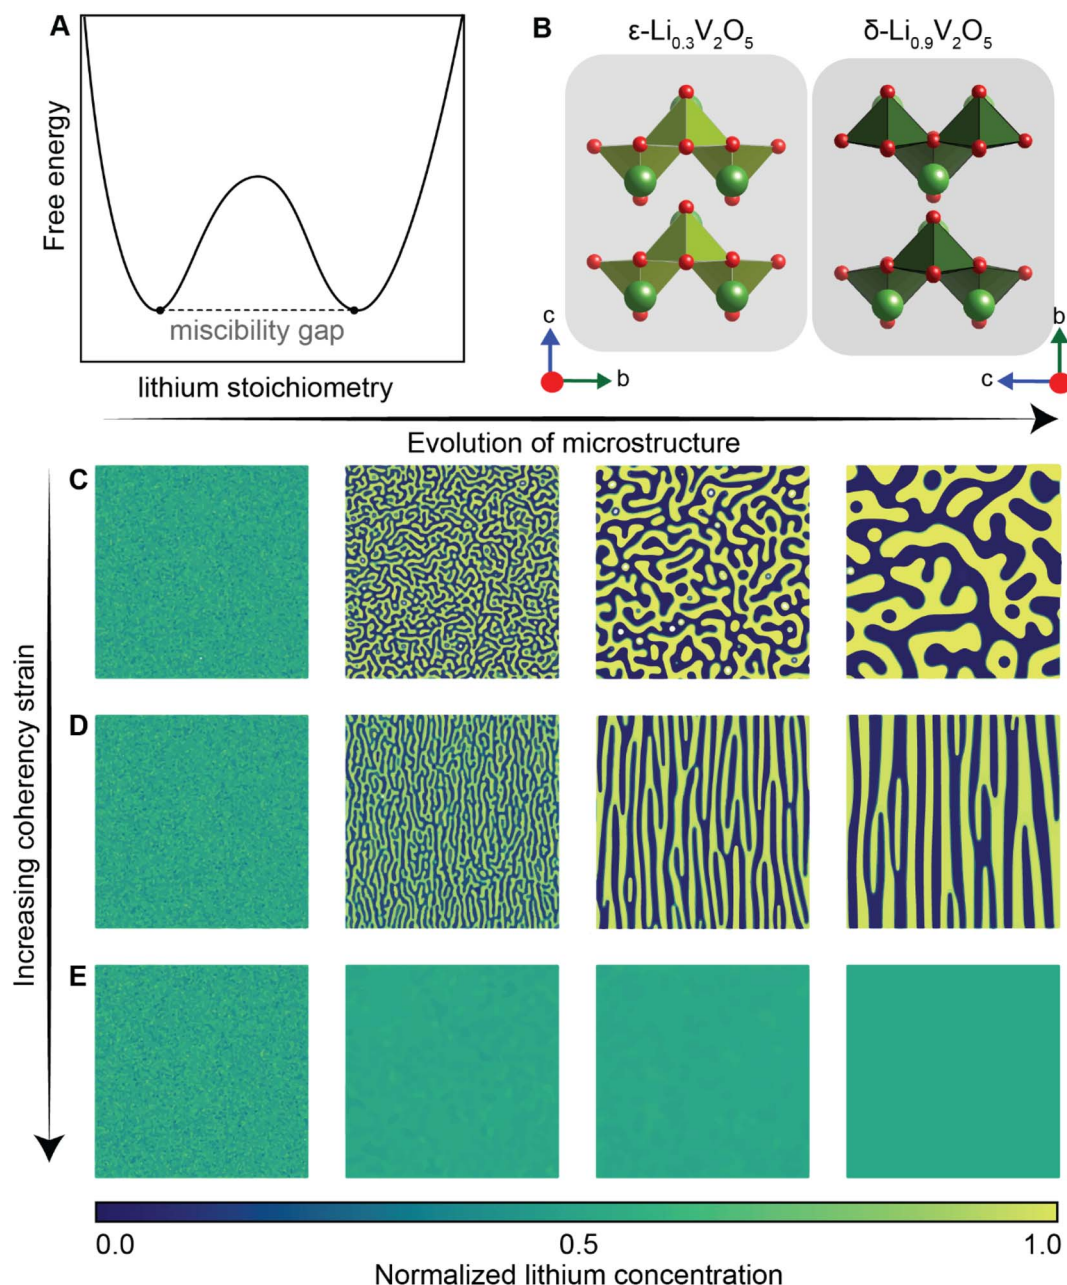 A
Free energy
miscibility gap
lithium stoichiometry
B
ε-Li0.3V2O5
δ-Li0.9V2O5
c
b
b
c
Evolution of microstructure
Increasing coherency strain
C
D
E
0.0
0.5
1.0
Normalized lithium concentration